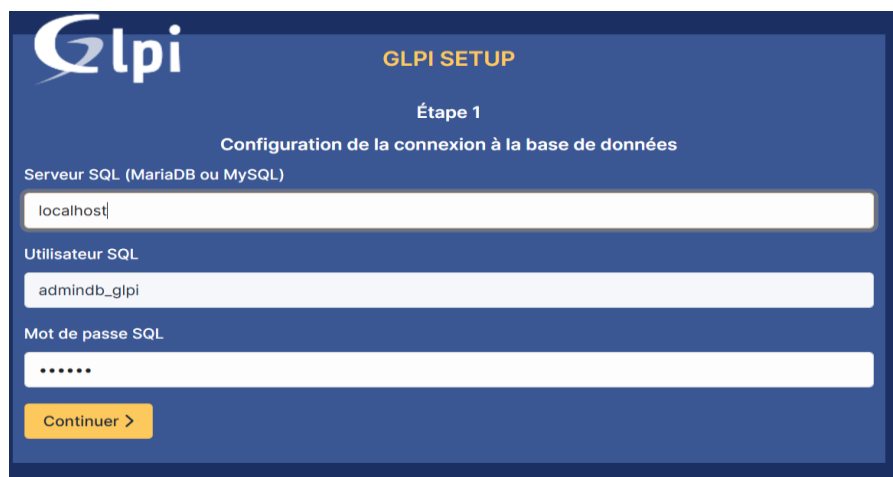 Glpi
GLPI SETUP
Étape 1
Configuration de la connexion à la base de données
Serveur SQL (MariaDB ou MySQL)
localhost
Utilisateur SQL
admindb_glpi
Mot de passe SQL
••••••
Continuer >